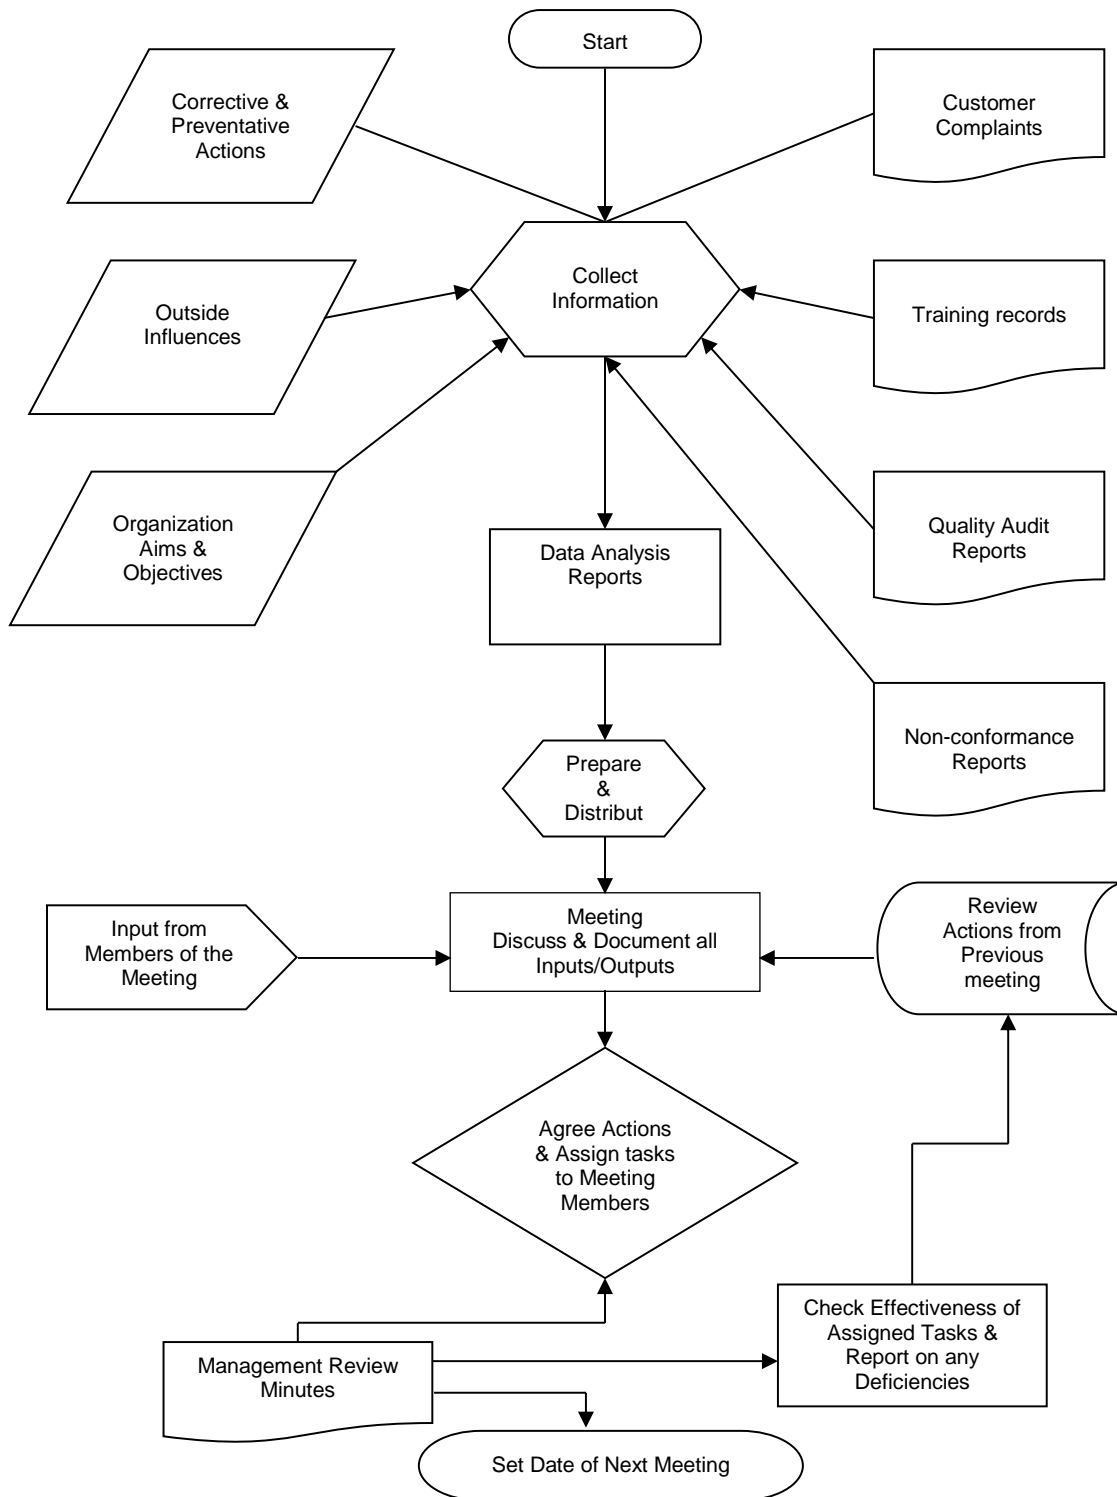 Start
Corrective &
Preventative
Actions
Customer
Complaints
Collect
Information
Outside
Influences
Training records
Organization
Aims &
Objectives
Data Analysis
Reports
Quality Audit
Reports
Non-conformance
Reports
Prepare
&
Distribut
Input from
Members of the
Meeting
Meeting
Discuss & Document all
Inputs/Outputs
Review
Actions from
Previous
meeting
Agree Actions
& Assign tasks
to Meeting
Members
Check Effectiveness of
Assigned Tasks &
Report on any
Deficiencies
Management Review
Minutes
Set Date of Next Meeting